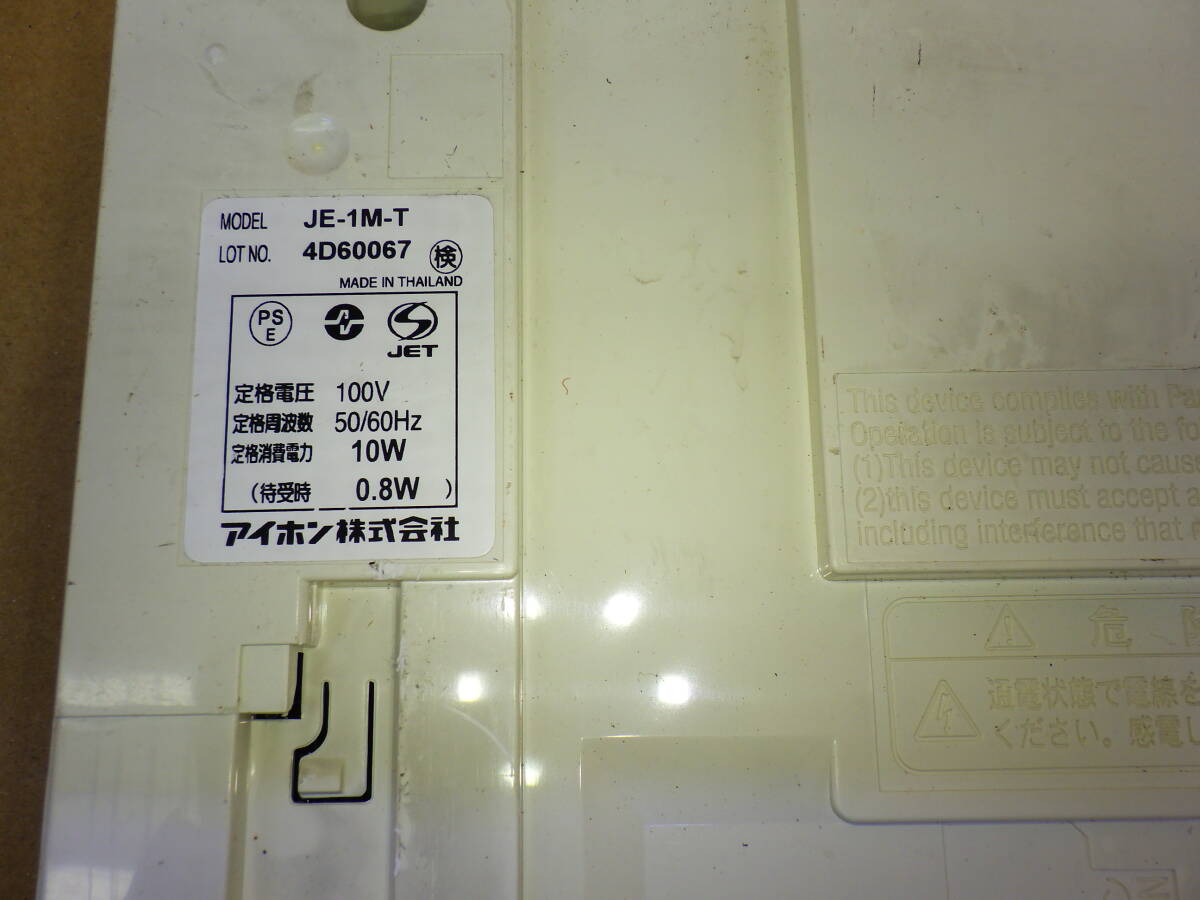 MODEL JE-1M-T
LOT NO. 4D60067 検
MADE IN THAILAND
PS
E
JET
定格電圧 100V
定格周波数 50/60Hz
定格消費電力 10W
(待受時 0.8W )
アイホン株式会社
This device complies with Pa
Operation is subject to the fo
(1)This device may not cause
(2)this device must accept a
including interference that
危
通電状態で電線を
ください。感電し